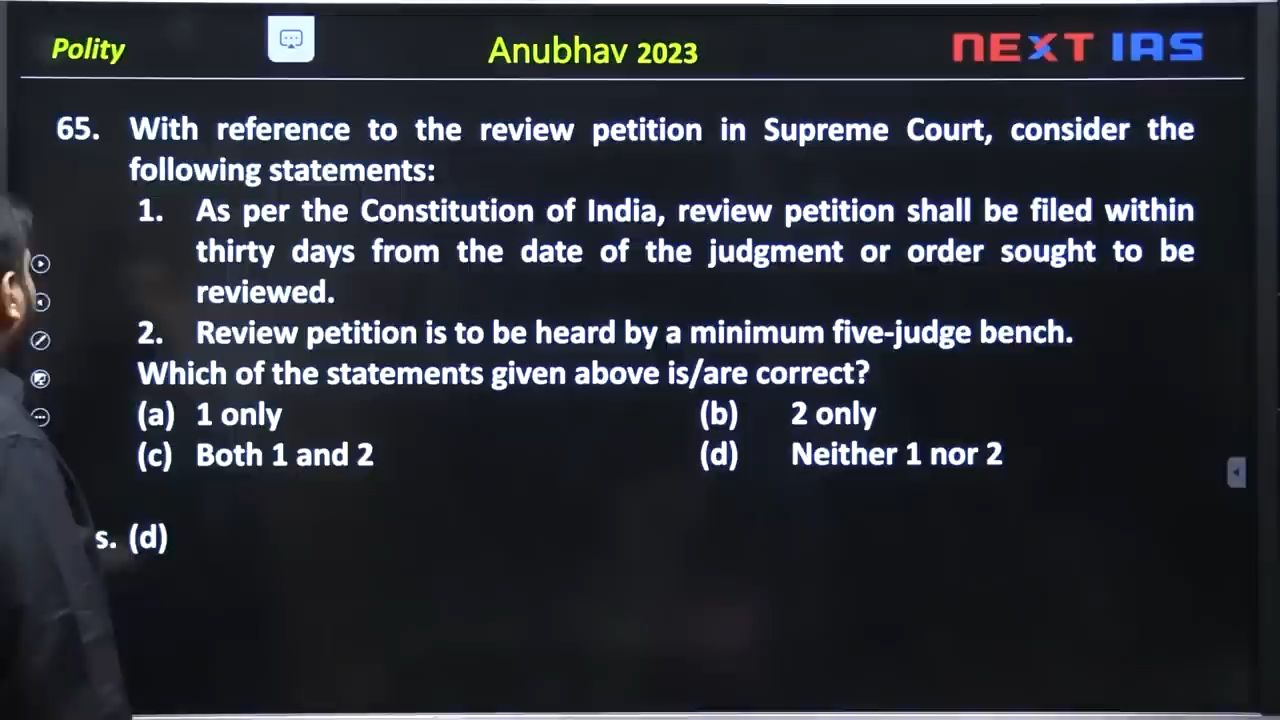 Polity
Anubhav 2023
NEXT IAS
65. With reference to the review petition in Supreme Court, consider the
following statements:
1. As per the Constitution of India, review petition shall be filed within
thirty days from the date of the judgment or order sought to be
reviewed.
2. Review petition is to be heard by a minimum five-judge bench.
Which of the statements given above is/are correct?
(a) 1 only (b) 2 only
(c) Both 1 and 2 (d) Neither 1 nor 2
s. (d)